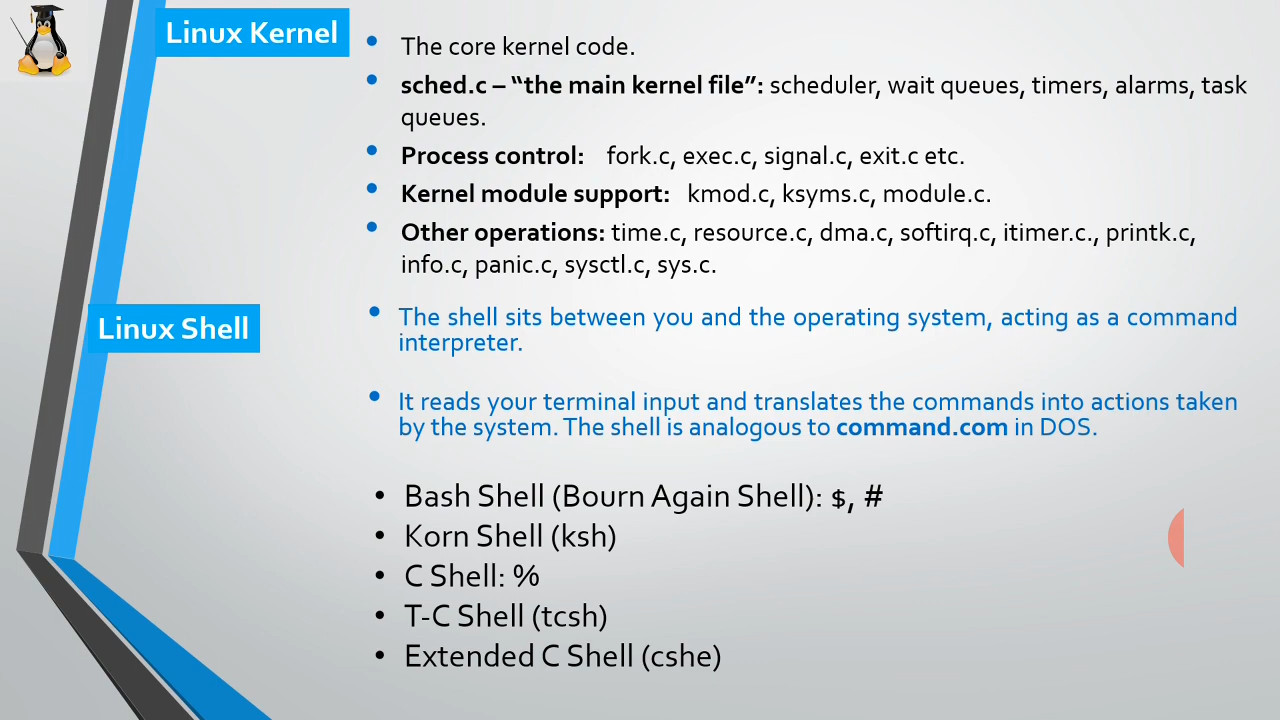 Linux Kernel
• The core kernel code.
• sched.c – “the main kernel file”: scheduler, wait queues, timers, alarms, task
queues.
• Process control: fork.c, exec.c, signal.c, exit.c etc.
• Kernel module support: kmod.c, ksyms.c, module.c.
• Other operations: time.c, resource.c, dma.c, softirq.c, itimer.c., printk.c,
info.c, panic.c, sysctl.c, sys.c.
Linux Shell
• The shell sits between you and the operating system, acting as a command
interpreter.
• It reads your terminal input and translates the commands into actions taken
by the system. The shell is analogous to command.com in DOS.
• Bash Shell (Bourn Again Shell): $, #
• Korn Shell (ksh)
• C Shell: %
• T-C Shell (tcsh)
• Extended C Shell (cshe)